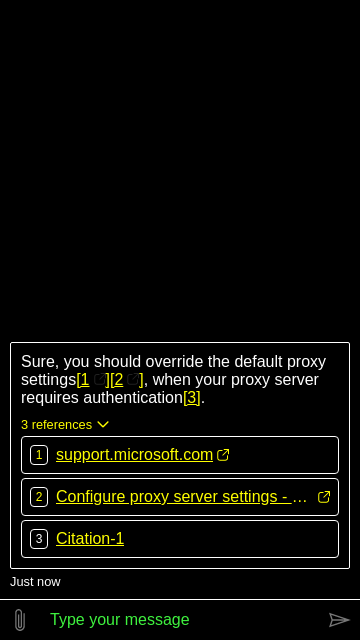 Sure, you should override the default proxy
settings[1][2], when your proxy server
requires authentication[3].
3 references
1 support.microsoft.com
2 Configure proxy server settings - …
3 Citation-1
Just now
Type your message